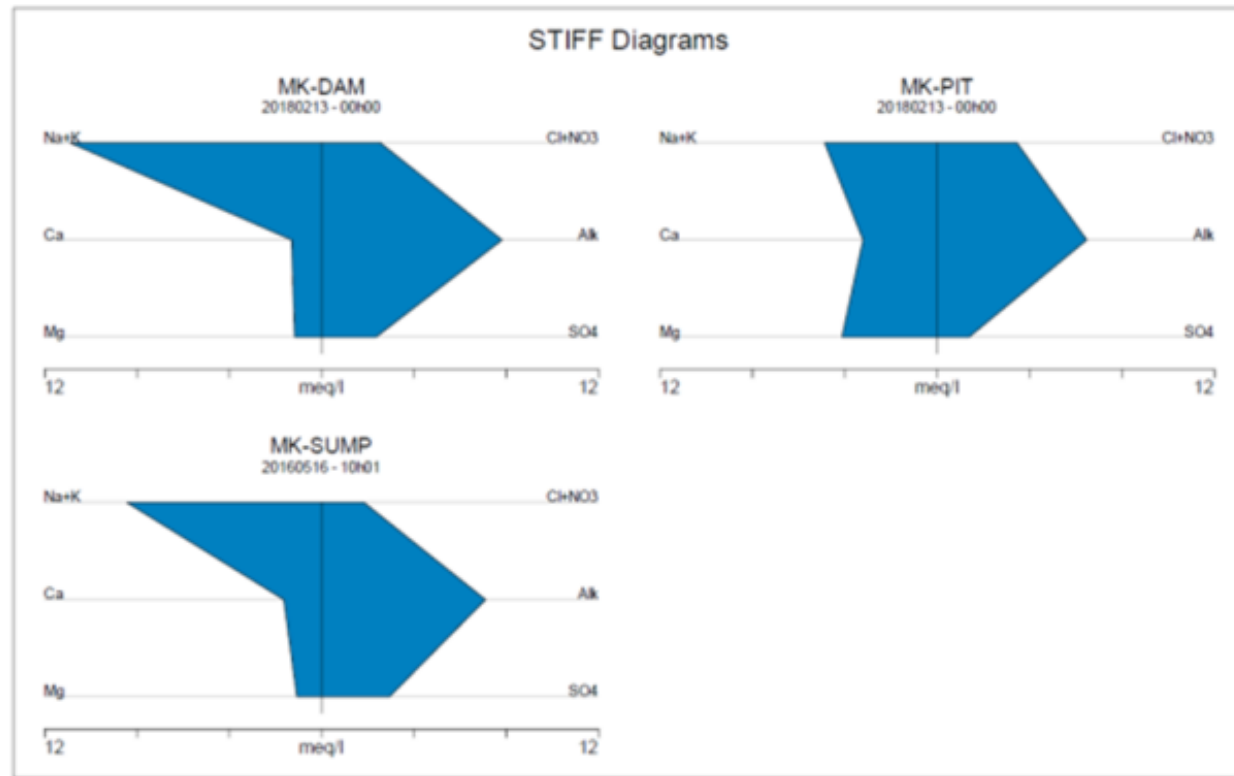 STIFF Diagrams
MK-DAM
20180213 - 00h00
Na+K Cl+NO3
Ca Alk
Mg SO4
12 meq/l 12
MK-PIT
20180213 - 00h00
Na+K Cl+NO3
Ca Alk
Mg SO4
12 meq/l 12
MK-SUMP
20160516 - 10h01
Na+K Cl+NO3
Ca Alk
Mg SO4
12 meq/l 12